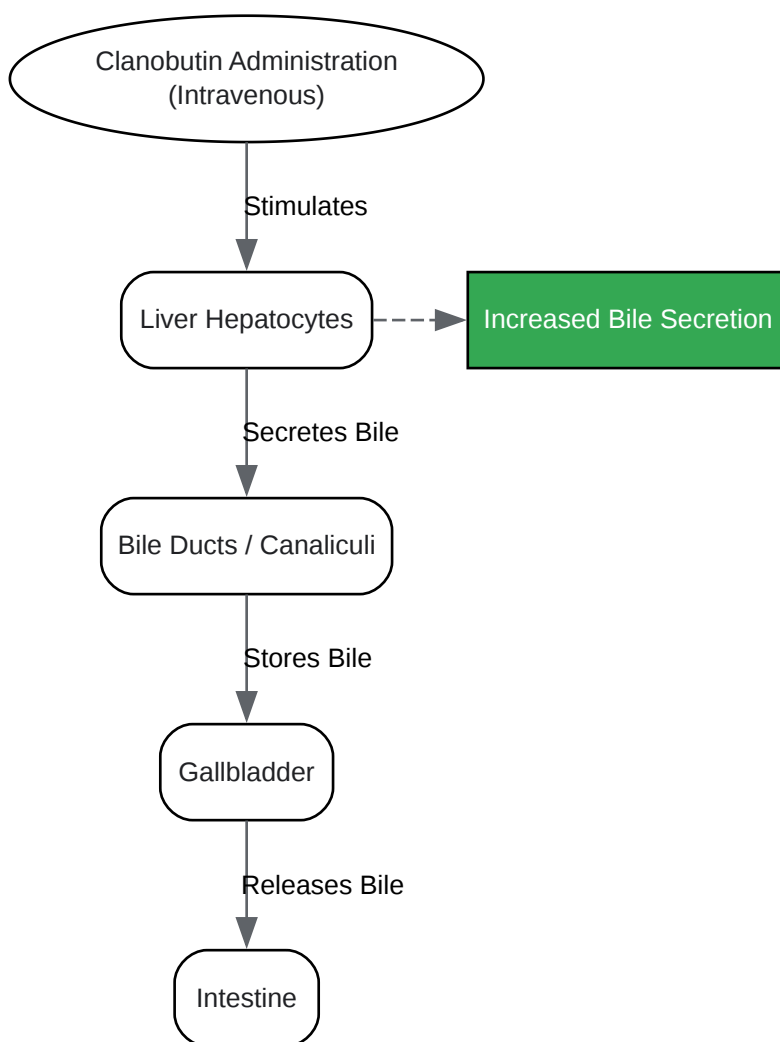 Clanobutin Administration
(Intravenous)
Stimulates
Liver Hepatocytes
Increased Bile Secretion
Secretes Bile
Bile Ducts / Canaliculi
Stores Bile
Gallbladder
Releases Bile
Intestine